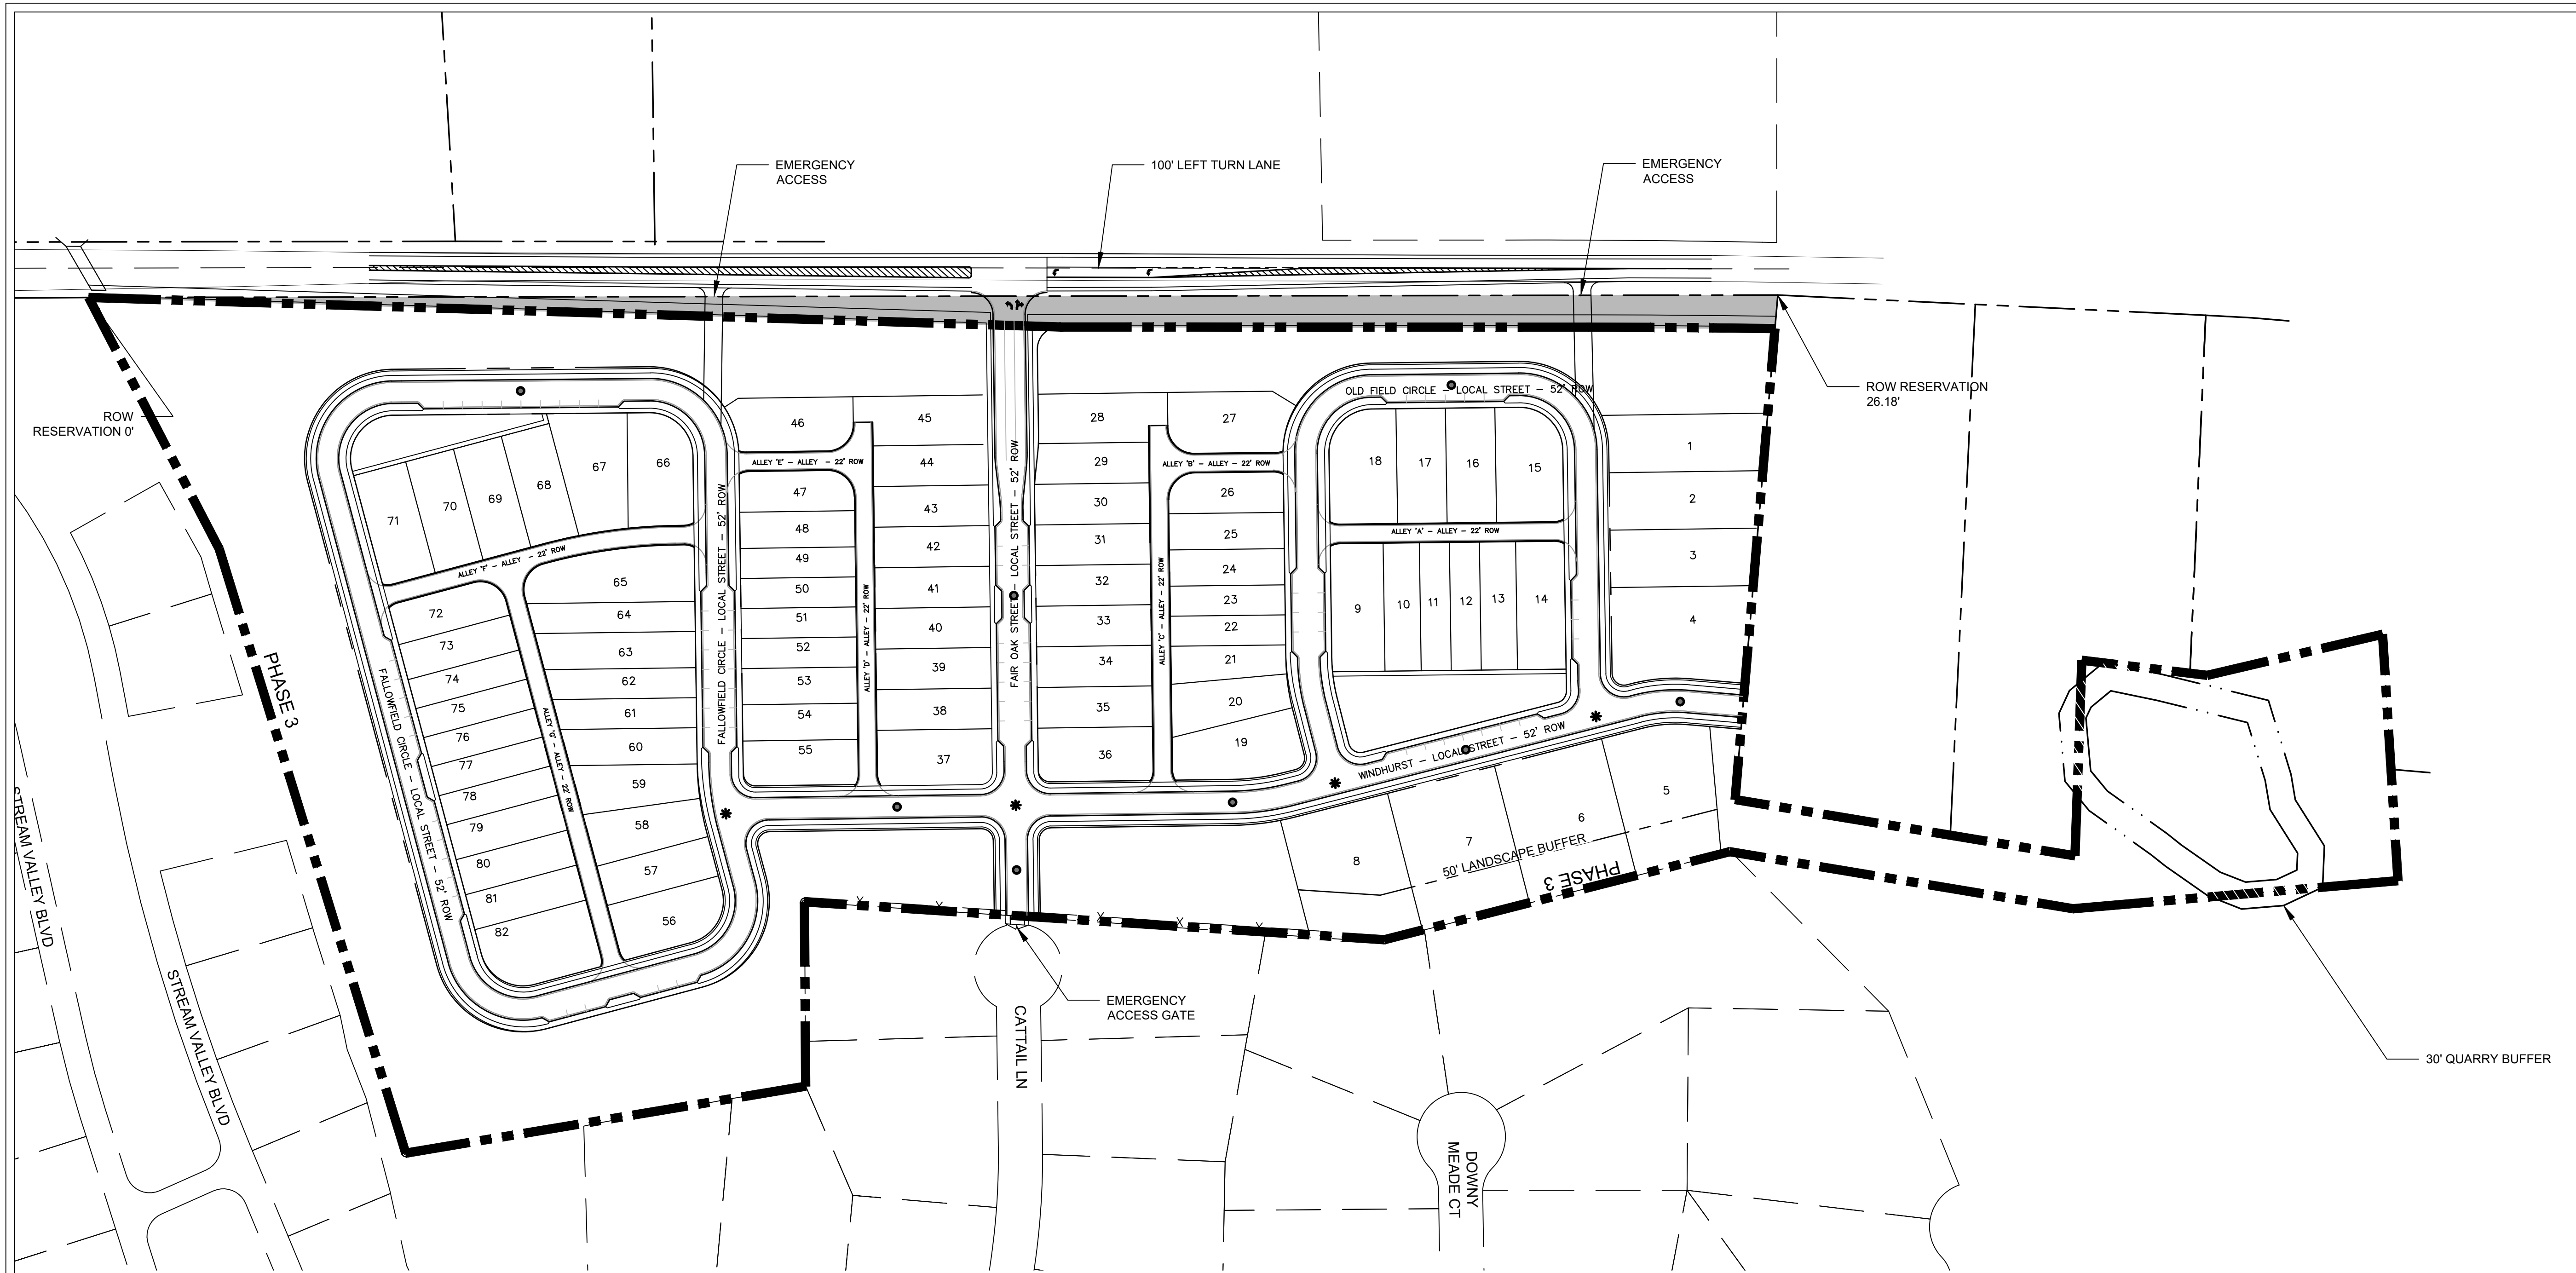 EMERGENCY
ACCESS
100' LEFT TURN LANE
EMERGENCY
ACCESS
ROW
RESERVATION 0'
ROW RESERVATION
26.18'
OLD FIELD CIRCLE – LOCAL STREET – 52' ROW
46
45
28
27
44
29
43
30
42
31
41
32
40
33
39
34
38
35
37
36
ALLEY 'E' – ALLEY – 22' ROW
ALLEY 'B' – ALLEY – 22' ROW
47
48
49
50
51
52
53
54
55
26
25
24
23
22
21
20
19
18
17
16
15
ALLEY 'A' – ALLEY – 22' ROW
9
10
11
12
13
14
1
2
3
4
71
70
69
68
67
66
ALLEY 'F' – ALLEY – 22' ROW
65
64
63
62
61
60
59
58
57
56
72
73
74
75
76
77
78
79
80
81
82
FALLOWFIELD CIRCLE – LOCAL STREET – 52' ROW
ALLEY 'G' – ALLEY – 22' ROW
FALLOWFIELD CIRCLE – LOCAL STREET – 52' ROW
ALLEY 'D' – ALLEY – 22' ROW
FAIR OAK STREET – LOCAL STREET – 52' ROW
ALLEY 'C' – ALLEY – 22' ROW
WINDHURST – LOCAL STREET – 52' ROW
8
7
6
5
50' LANDSCAPE BUFFER
PHASE 3
PHASE 3
X
X
X
X
X
STREAM VALLEY BLVD
STREAM VALLEY BLVD
EMERGENCY
ACCESS GATE
CATTAIL LN
DOWNY
MEADE CT
30' QUARRY BUFFER